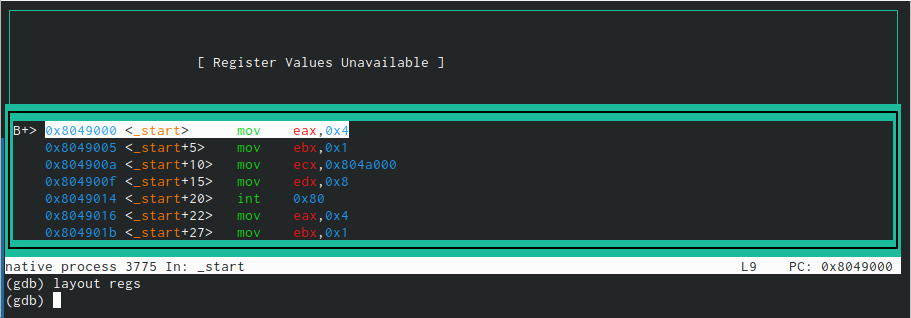 [ Register Values Unavailable ]
B+> 0x8049000 <_start> mov eax,0x4
0x8049005 <_start+5> mov ebx,0x1
0x804900a <_start+10> mov ecx,0x804a000
0x804900f <_start+15> mov edx,0x8
0x8049014 <_start+20> int 0x80
0x8049016 <_start+22> mov eax,0x4
0x804901b <_start+27> mov ebx,0x1
native process 3775 In: _start L9 PC: 0x8049000
(gdb) layout regs
(gdb)